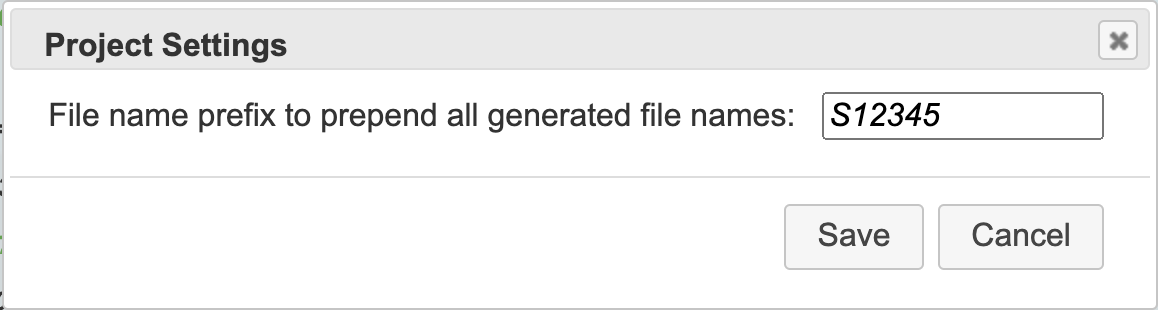 Project Settings
File name prefix to prepend all generated file names: S12345
Save Cancel